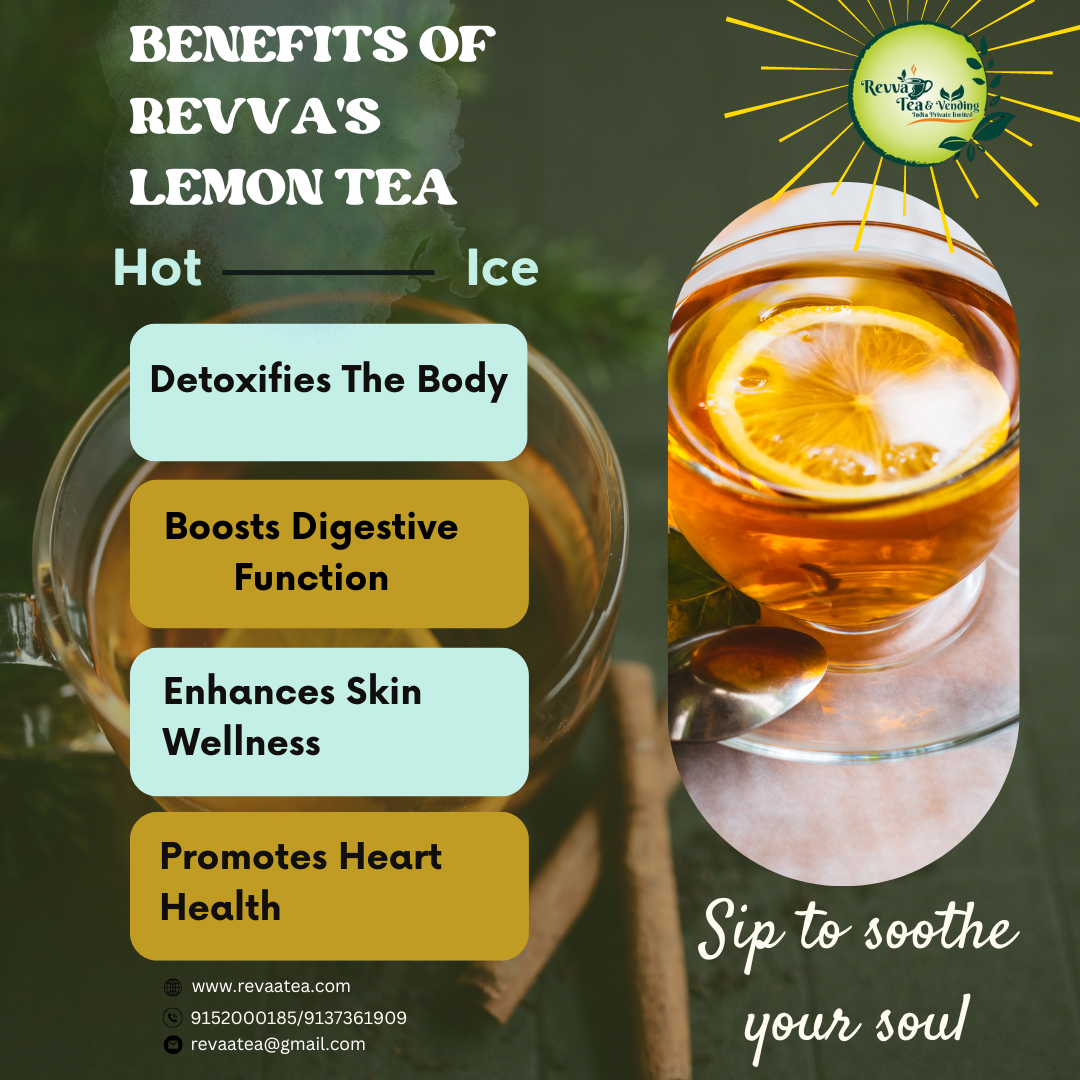 BENEFITS OF
REVVA'S
LEMON TEA
Hot Ice
Detoxifies The Body
Boosts Digestive
Function
Enhances Skin
Wellness
Promotes Heart
Health
www.revaatea.com
9152000185/9137361909
revaatea@gmail.com
Revva
Tea & Vending
India Private limited
Sip to soothe
your soul